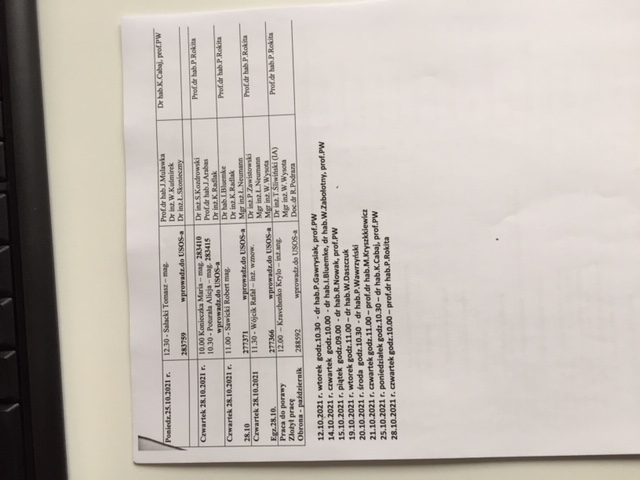 Poniedz.25.10.2021 r. 12.30 - Sałacki Tomasz – mag. Prof.dr hab.J.Mulawka Dr hab.K.Cabaj, prof.PW
Dr inż.W.Kuśmirek
283759 wprowadz.do USOS-a Dr inż.Ł.Skonieczny
Czwartek 28.10.2021 r. 10.00 Konieczka Maria – mag. 283410 Dr inż.S.Kozdrowski Prof.dr hab.P.Rokita
10.30 - Poturała Alicja – mag. 283415 Prof.dr hab.J.Arabas
wprowadz.do USOS-a Dr inż.K.Radlak
Czwartek 28.10.2021 r. 11.00 - Sawicki Robert mag. Dr hab.I.Bluemke Prof.dr hab.P.Rokita
Dr inż.K.Radlak
28.10 277371 wprowadz.do USOS-a Mgr inż.Ł.Neumann
Czwartek 28.10.2021 11.30 - Wójcik Rafał – inż. wznow. Dr inż.P.Zawistowski Prof.dr hab.P.Rokita
Mgr inż.Ł.Neumann
Egz.28.10. 277366 wprowadz.do USOS-a Mgr inż.W.Wysota
Praca do porawy 12.00 – Kravchenko Krylo – inż.ang. Dr inż.T.Śliwiński (IA) Prof.dr hab.P.Rokita
Złożył pracę Mgr inż.W.Wysota
Obrona - październik 288592 wprowadz.do USOS-a Doc.dr R.Podraza
12.10.2021 r. wtorek godz.10.30 - dr hab.P.Gawrysiak, prof.PW
14.10.2021 r. czwartek godz.10.00 - dr hab.I.Bluemke, dr hab.W.Zabołotny, prof.PW
15.10.2021 r. piątek godz.09.00 - dr hab.R.Nowak, prof.PW
19.10.2021 r. wtorek godz.11.00 – dr hab.W.Daszczuk
20.10.2021 r. środa godz.10.30 - dr hab.P.Wawrzyński
21.10.2021 r. czwartek godz.11.00 – prof.dr hab.M.Kryszkkiewicz
25.10.2021 r. poniedziałek godz.10.30 – dr hab.K.Cabaj, prof.PW
28.10.2021 r. czwartek godz.10.00 – prof.dr hab.P.Rokita